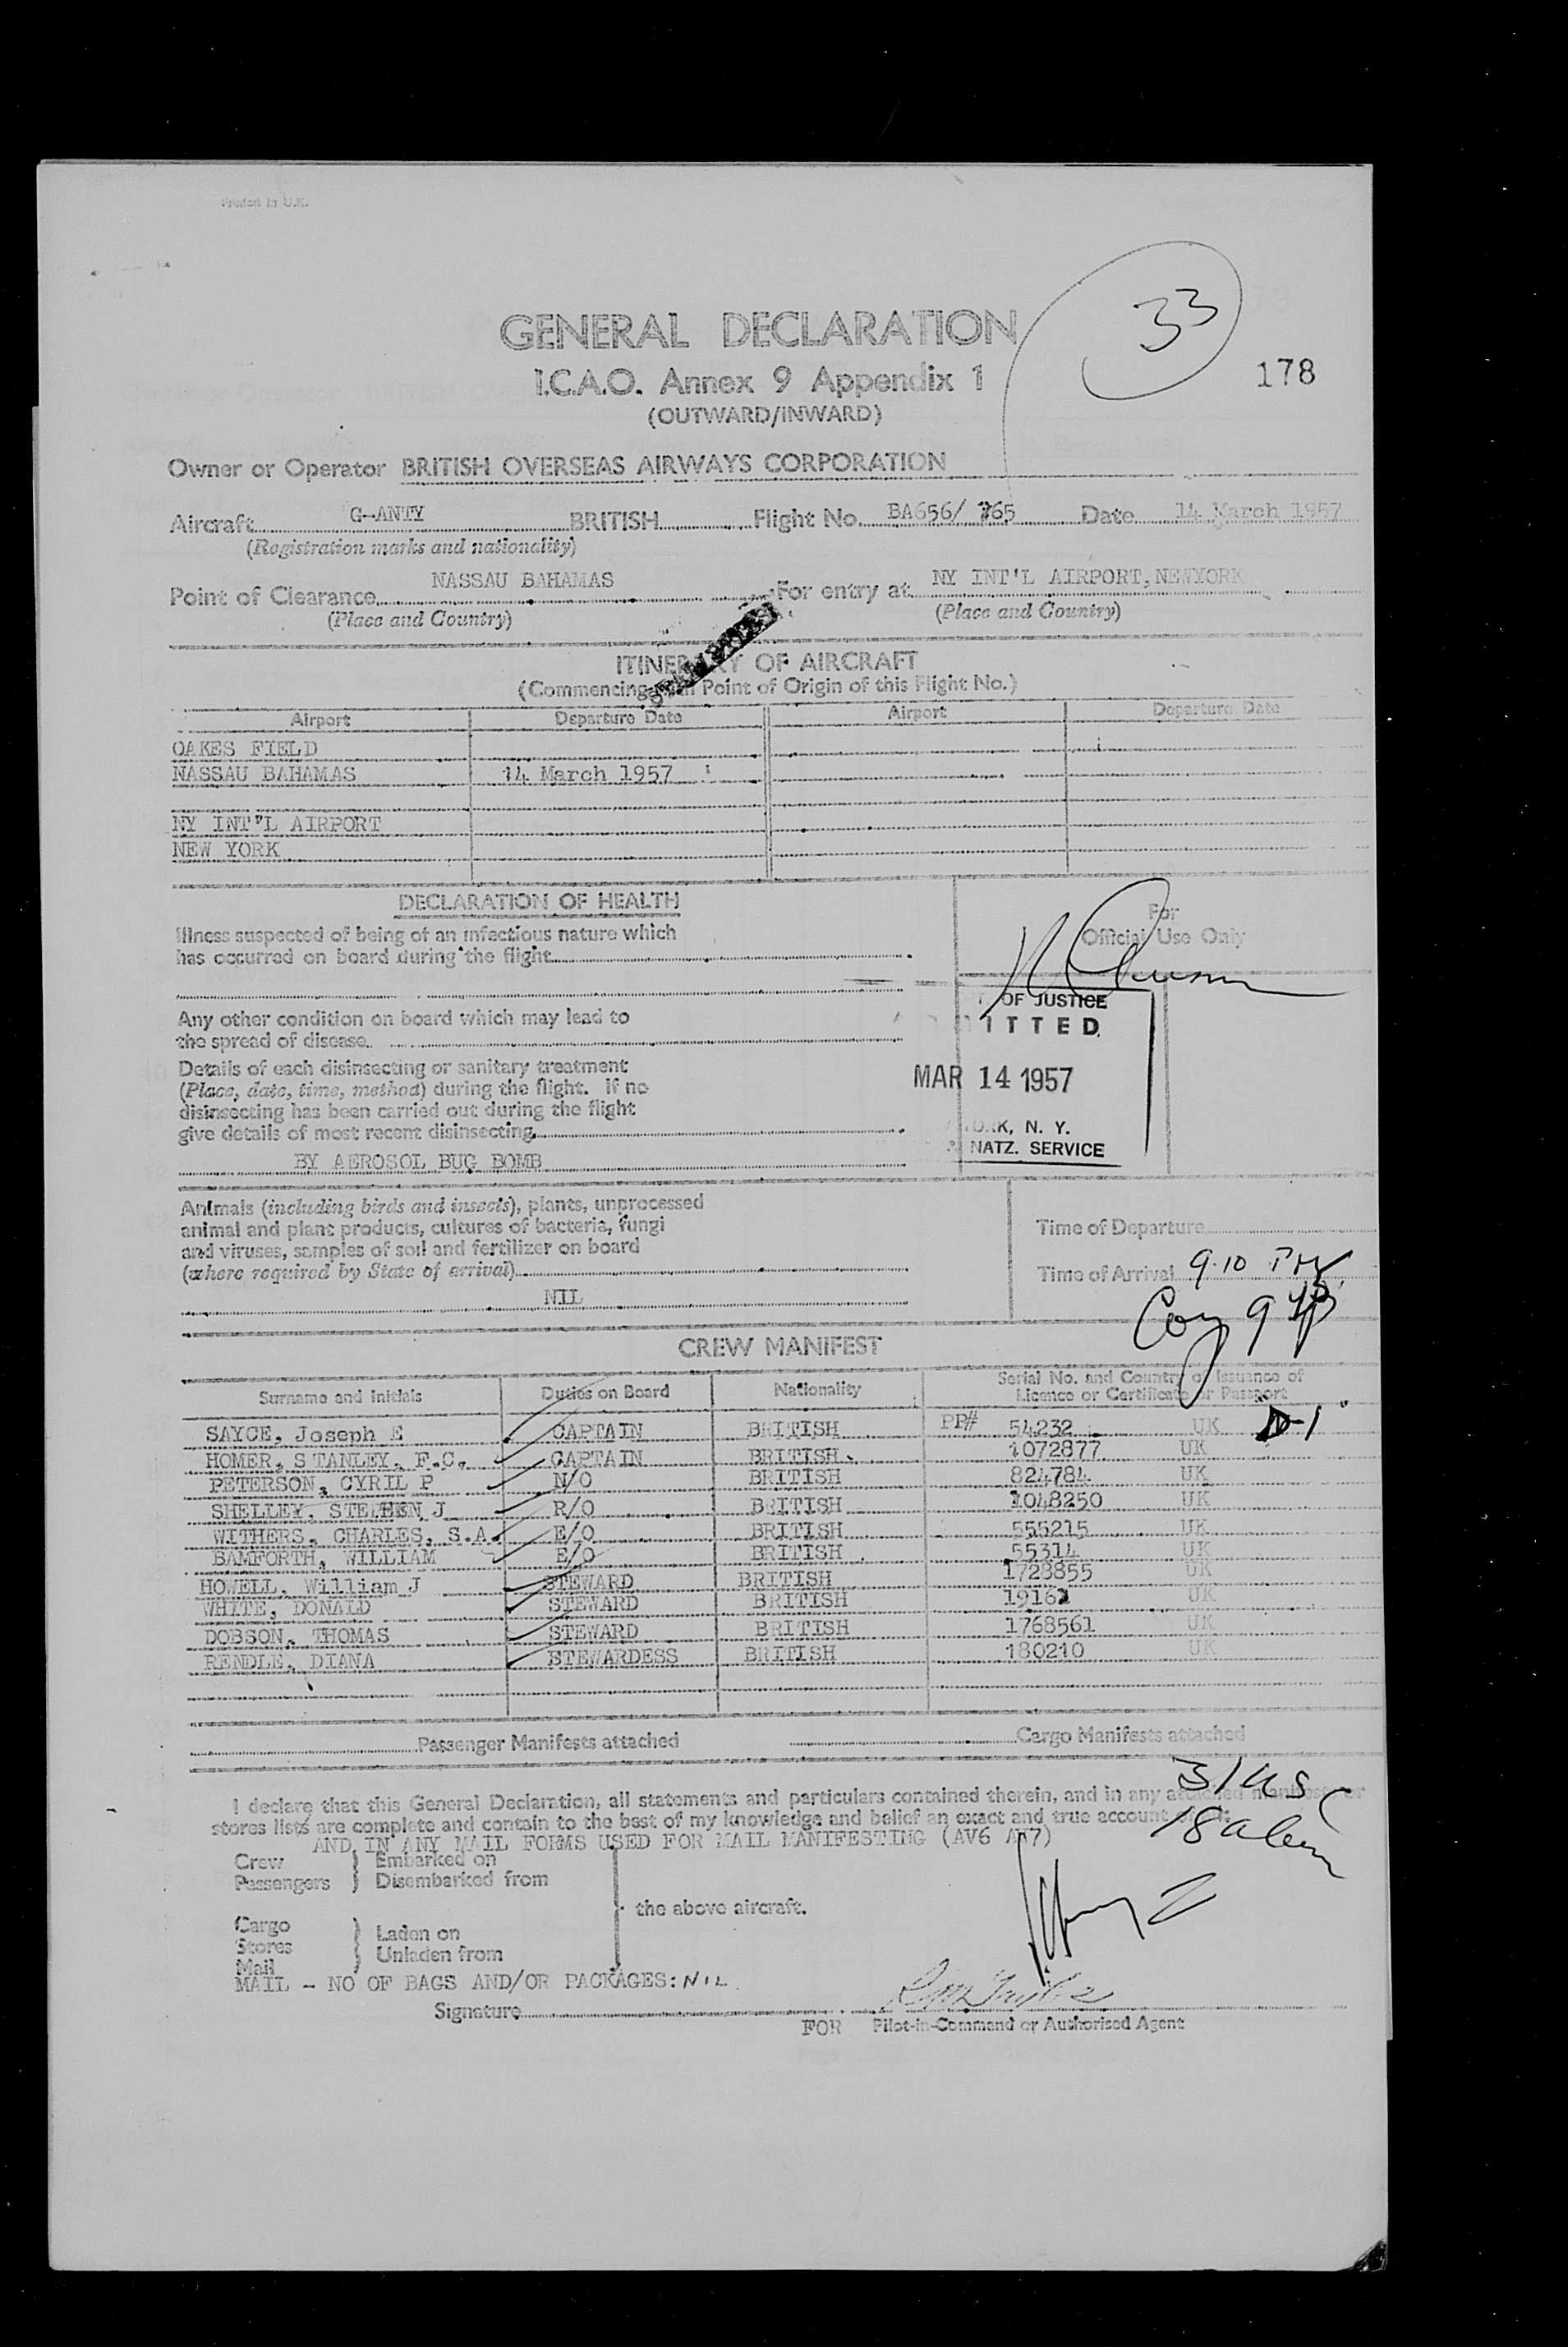 Printed in U.K.
33
GENERAL DECLARATION
178
I.C.A.O. Annex 9 Appendix 1
(OUTWARD/INWARD)
Owner or Operator BRITISH OVERSEAS AIRWAYS CORPORATION
Aircraft G-ANTY BRITISH Flight No. BA656/ 765 Date 14 March 1957
(Registration marks and nationality)
Point of Clearance NASSAU BAHAMAS For entry at NY INT'L AIRPORT, NEWYORK
(Place and Country) (Place and Country)
ITINERARY OF AIRCRAFT
(Commencing Point of Origin of this Flight No.)
Airport Departure Date Airport Departure Date
OAKES FIELD
NASSAU BAHAMAS 14 March 1957
NY INT"L AIRPORT
NEW YORK
DECLARATION OF HEALTH
For
Official Use Only
Illness suspected of being of an infectious nature which
has occurred on board during the flight
OF JUSTICE
ITTED
Any other condition on board which may lead to
the spread of disease
Details of each disinsecting or sanitary treatment
(Place, date, time, method) during the flight. If no
disinsecting has been carried out during the flight
give details of most recent disinsecting
MAR 14 1957
ORK, N. Y.
NATZ. SERVICE
BY AEROSOL BUG BOMB
Animals (including birds and insects), plants, unprocessed
animal and plant products, cultures of bacteria, fungi
and viruses, samples of soil and fertilizer on board
(where required by State of arrival)
NIL
Time of Departure
Time of Arrival 9.10 PM
CREW MANIFEST
Surname and Initials Duties on Board Nationality Serial No. and Country of Issuance of
Licence or Certificate or Passport
SAYCE, Joseph E CAPTAIN BRITISH PP# 54232 UK D-1
HOMER, STANLEY. F.C. CAPTAIN BRITISH 1072877 UK
PETERSON, CYRIL P N/O BRITISH 824784 UK
SHELLEY, STEPHEN J R/O BRITISH 1048250 UK
WITHERS, CHARLES, S.A. E/O BRITISH 555215 UK
BAMFORTH, WILLIAM E/O BRITISH 55314 UK
HOWELL, William J STEWARD BRITISH 1728855 UK
WHITE, DONALD STEWARD BRITISH 19162 UK
DOBSON, THOMAS STEWARD BRITISH 1768561 UK
RENDLE, DIANA STEWARDESS BRITISH 180210 UK
Passenger Manifests attached Cargo Manifests attached
31 US C
18 alien
I declare that this General Declaration, all statements and particulars contained therein, and in any attached manifest or
stores lists are complete and contain to the best of my knowledge and belief an exact and true account of all:
AND IN ANY MAIL FORMS USED FOR MAIL MANIFESTING (AV6 AV7)
Crew Embarked on
Passengers Disembarked from
the above aircraft.
Cargo
Stores Laden on
Mail Unladen from
MAIL - NO OF BAGS AND/OR PACKAGES: NIL
Signature
FOR Pilot-in-Command or Authorised Agent